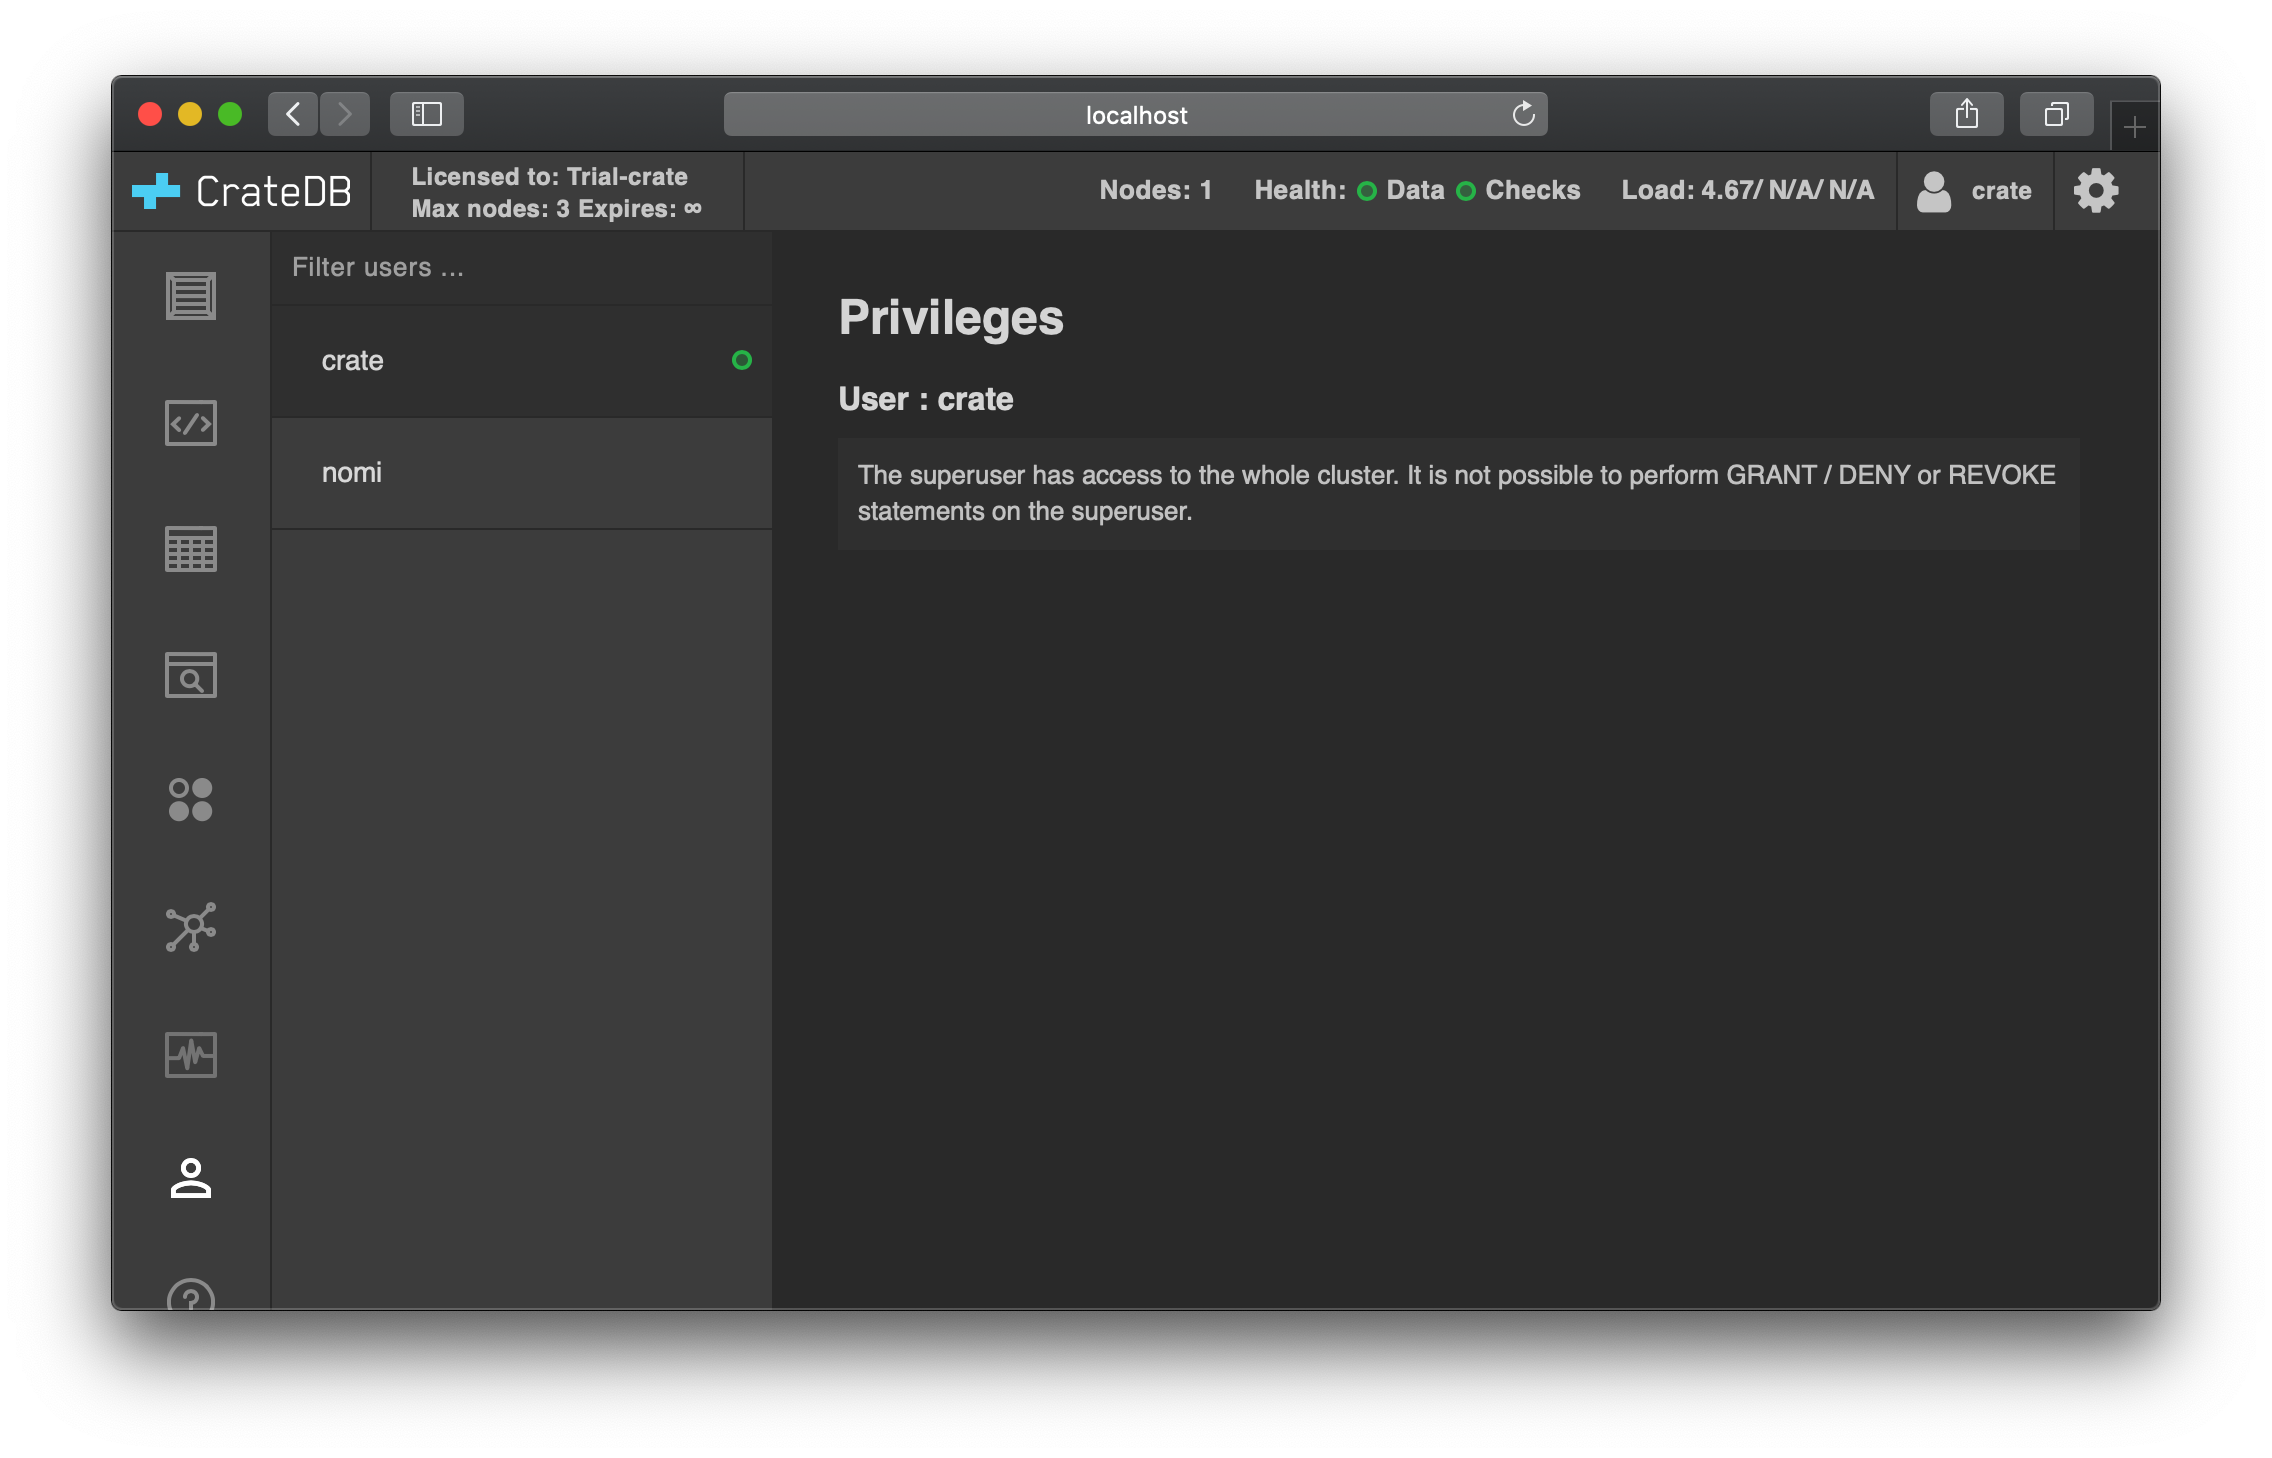 localhost
CrateDB
Licensed to: Trial-crate
Max nodes: 3 Expires: ∞
Nodes: 1 Health: Data Checks Load: 4.67/ N/A/ N/A
crate
Filter users ...
crate
nomi
Privileges
User : crate
The superuser has access to the whole cluster. It is not possible to perform GRANT / DENY or REVOKE
statements on the superuser.